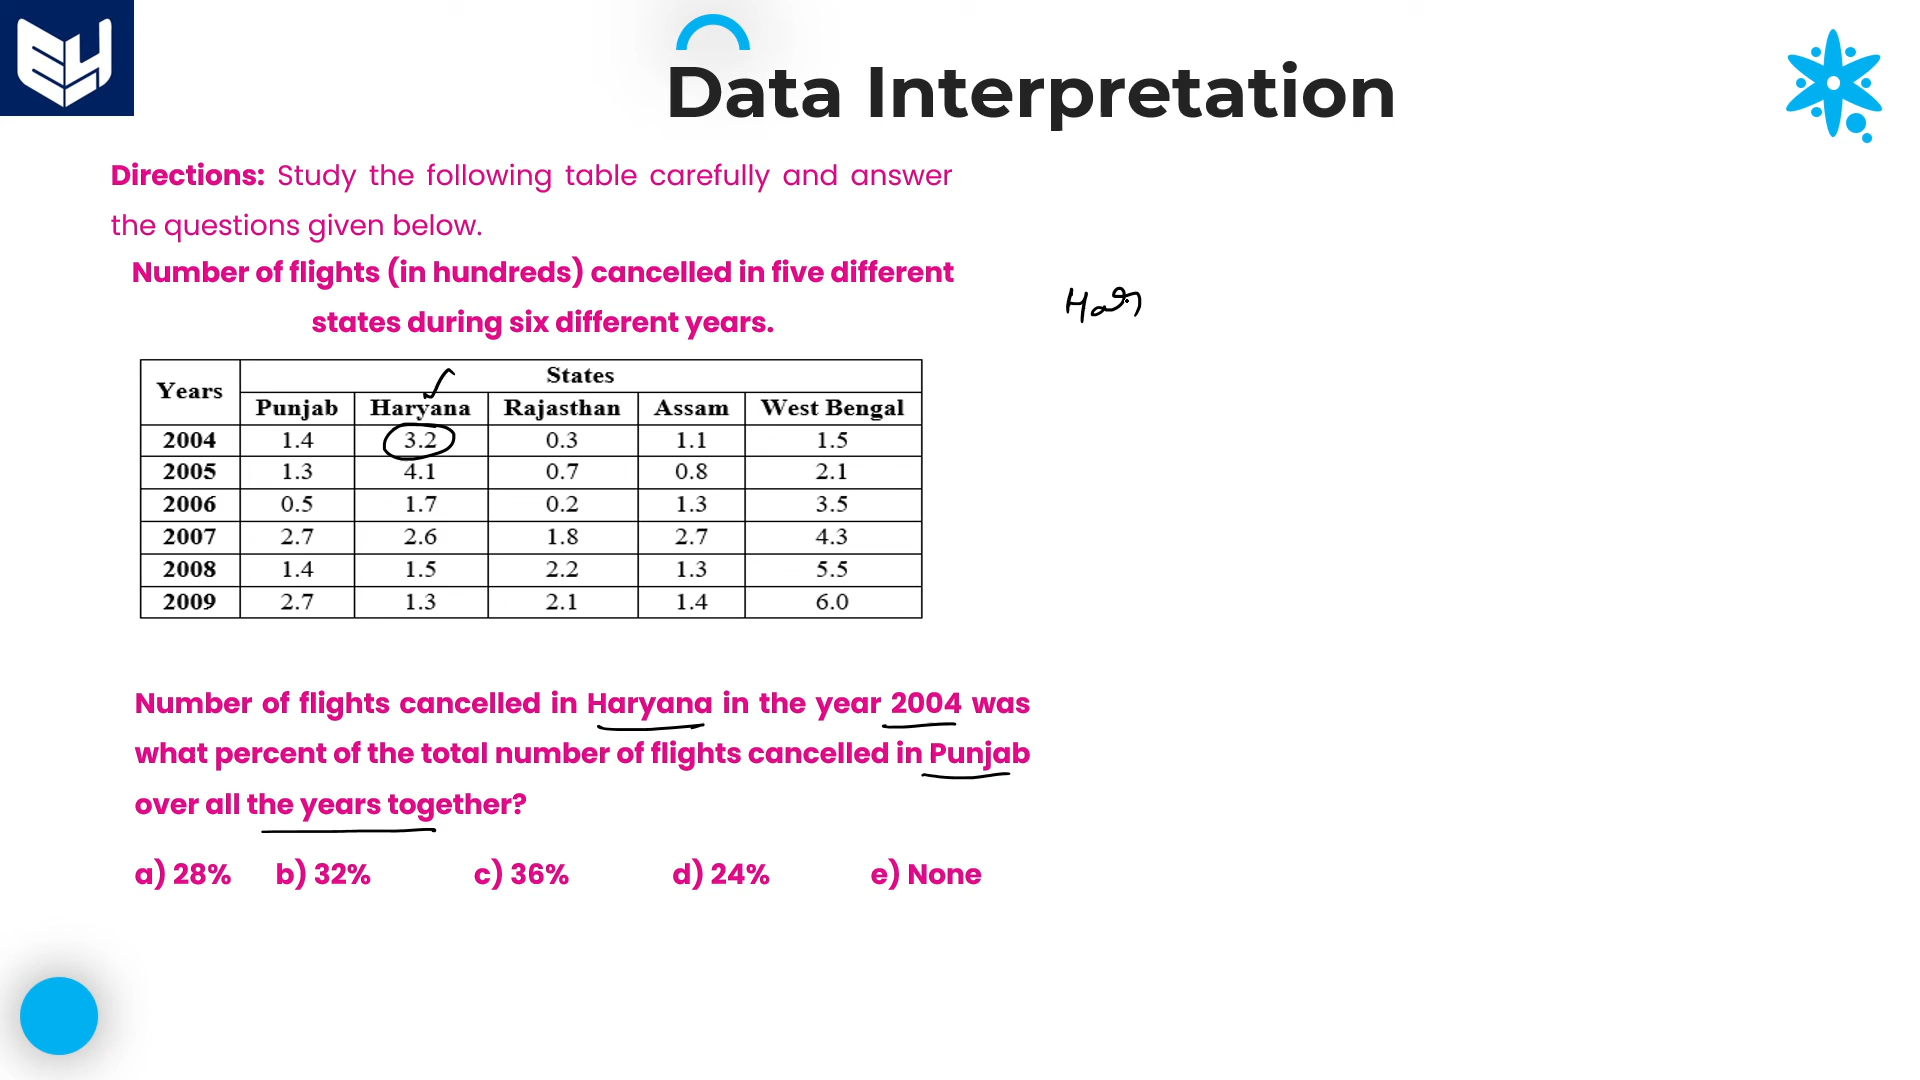 Data Interpretation
Directions: Study the following table carefully and answer
the questions given below.
Number of flights (in hundreds) cancelled in five different
states during six different years.
Years States
Punjab Haryana Rajasthan Assam West Bengal
2004 1.4 3.2 0.3 1.1 1.5
2005 1.3 4.1 0.7 0.8 2.1
2006 0.5 1.7 0.2 1.3 3.5
2007 2.7 2.6 1.8 2.7 4.3
2008 1.4 1.5 2.2 1.3 5.5
2009 2.7 1.3 2.1 1.4 6.0
Number of flights cancelled in Haryana in the year 2004 was
what percent of the total number of flights cancelled in Punjab
over all the years together?
a) 28% b) 32% c) 36% d) 24% e) None